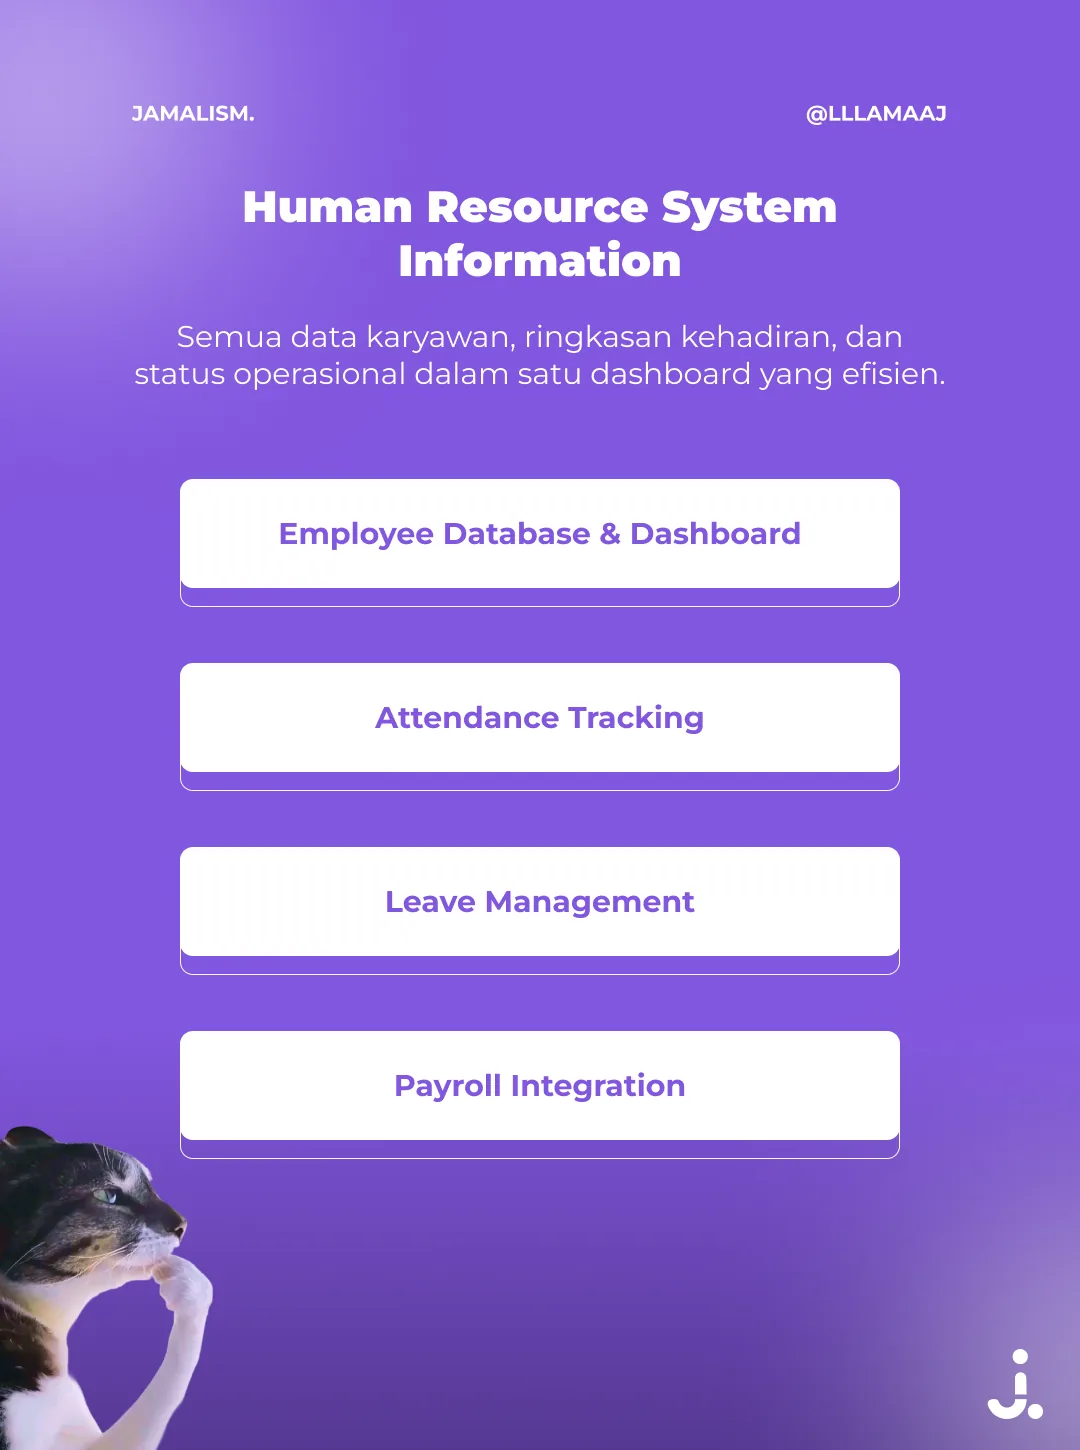 JAMALISM.
@LLLAMAAJ
Human Resource System
Information
Semua data karyawan, ringkasan kehadiran, dan
status operasional dalam satu dashboard yang efisien.
Employee Database & Dashboard
Attendance Tracking
Leave Management
Payroll Integration
j.